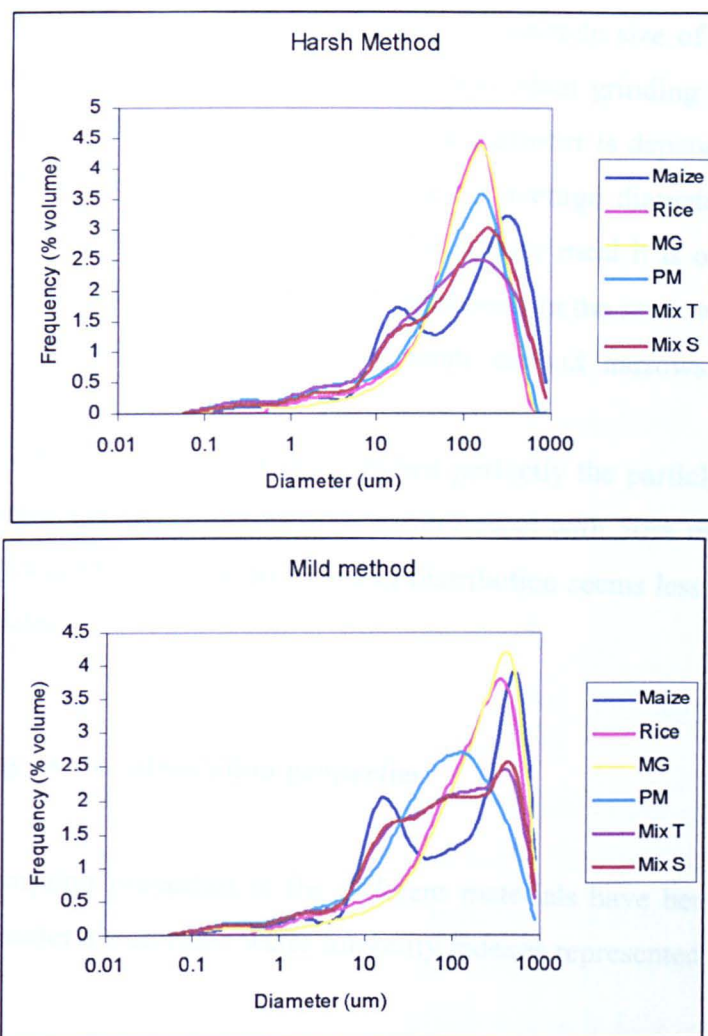 Harsh Method
5
4.5
4
3.5
3
2.5
2
1.5
1
0.5
0
Frequency (% volume)
0.01 0.1 1 10 100 1000
Diameter (um)
Maize
Rice
MG
PM
Mix T
Mix S
Mild method
4.5
4
3.5
3
2.5
2
1.5
1
0.5
0
Frequency (% volume)
0.01 0.1 1 10 100 1000
Diameter (um)
Maize
Rice
MG
PM
Mix T
Mix S